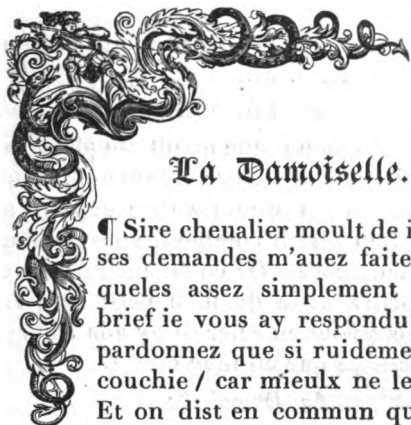 La Damoiselle.
¶ Sire cheualier moult de i
ses demandes m'auez faite
queles assez simplement
brief ie vous ay respondu
pardonnez que si ruideme
couchie / car mieulx ne le
Et on dist en commun qu